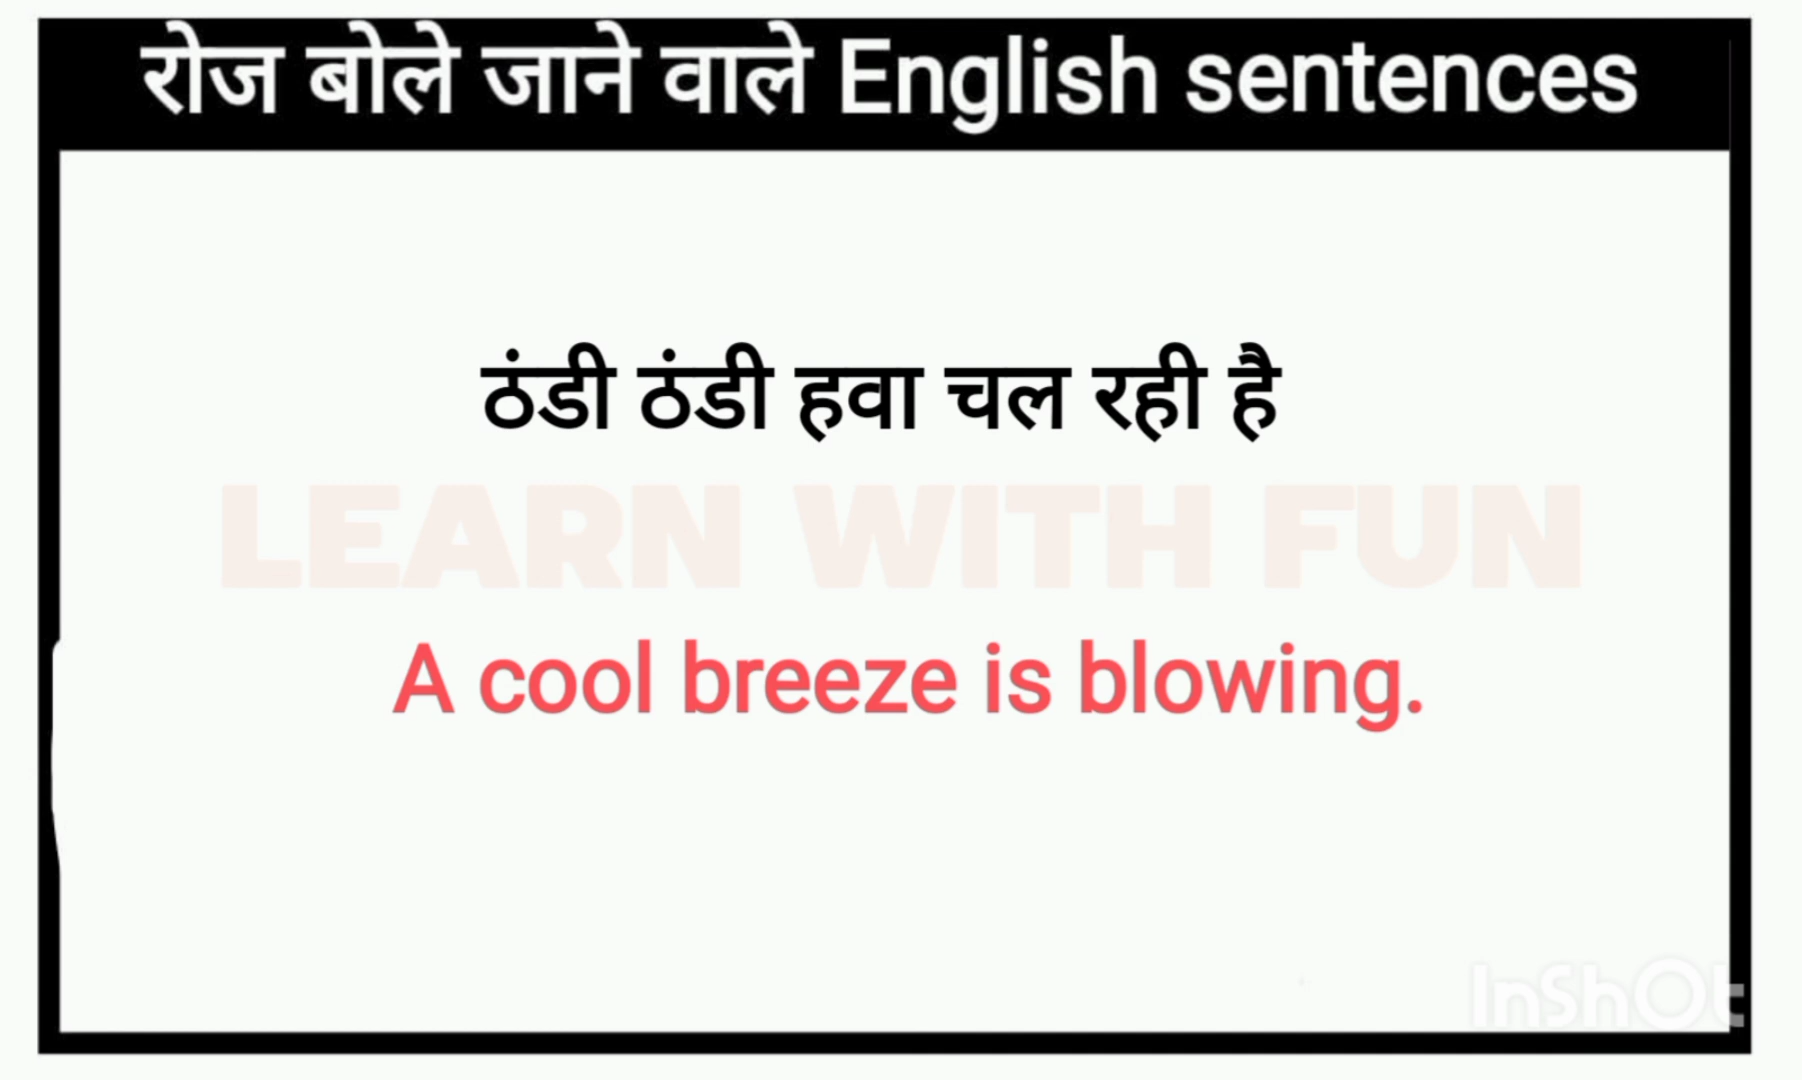 रोज बोले जाने वाले English sentences
ठंडी ठंडी हवा चल रही है
LEARN WITH FUN
A cool breeze is blowing.
InShOt